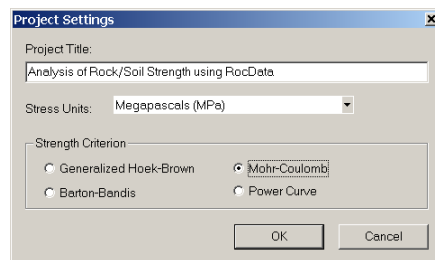 Project Settings
Project Title:
Analysis of Rock/Soil Strength using RocData
Stress Units: Megapascals (MPa)
Strength Criterion
Generalized Hoek-Brown Mohr-Coulomb
Barton-Bandis Power Curve
OK Cancel